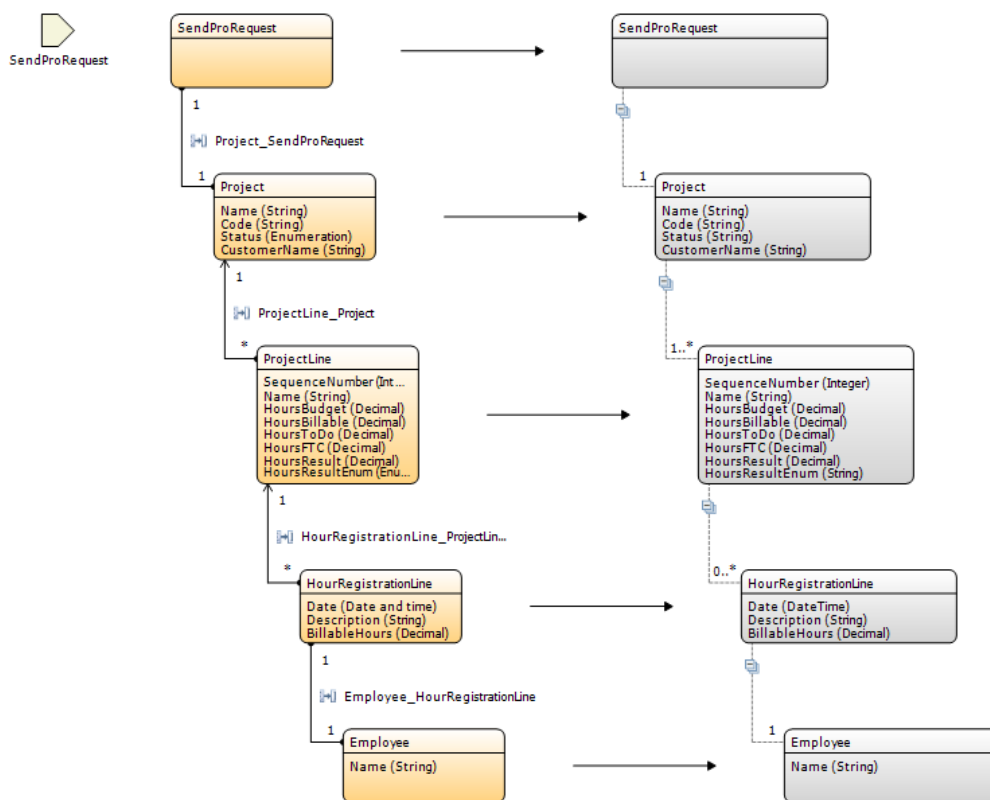 SendProRequest
SendProRequest
SendProRequest
1
Project_SendProRequest
1
1
Project
Name (String)
Code (String)
Status (Enumeration)
CustomerName (String)
Project
Name (String)
Code (String)
Status (String)
CustomerName (String)
1
ProjectLine_Project
*
1..*
ProjectLine
SequenceNumber (Int ...
Name (String)
HoursBudget (Decimal)
HoursBillable (Decimal)
HoursToDo (Decimal)
HoursFTC (Decimal)
HoursResult (Decimal)
HoursResultEnum (Enu...
ProjectLine
SequenceNumber (Integer)
Name (String)
HoursBudget (Decimal)
HoursBillable (Decimal)
HoursToDo (Decimal)
HoursFTC (Decimal)
HoursResult (Decimal)
HoursResultEnum (String)
1
HourRegistrationLine_ProjectLin...
*
0..*
HourRegistrationLine
Date (Date and time)
Description (String)
BillableHours (Decimal)
HourRegistrationLine
Date (DateTime)
Description (String)
BillableHours (Decimal)
1
Employee_HourRegistrationLine
1
1
Employee
Name (String)
Employee
Name (String)